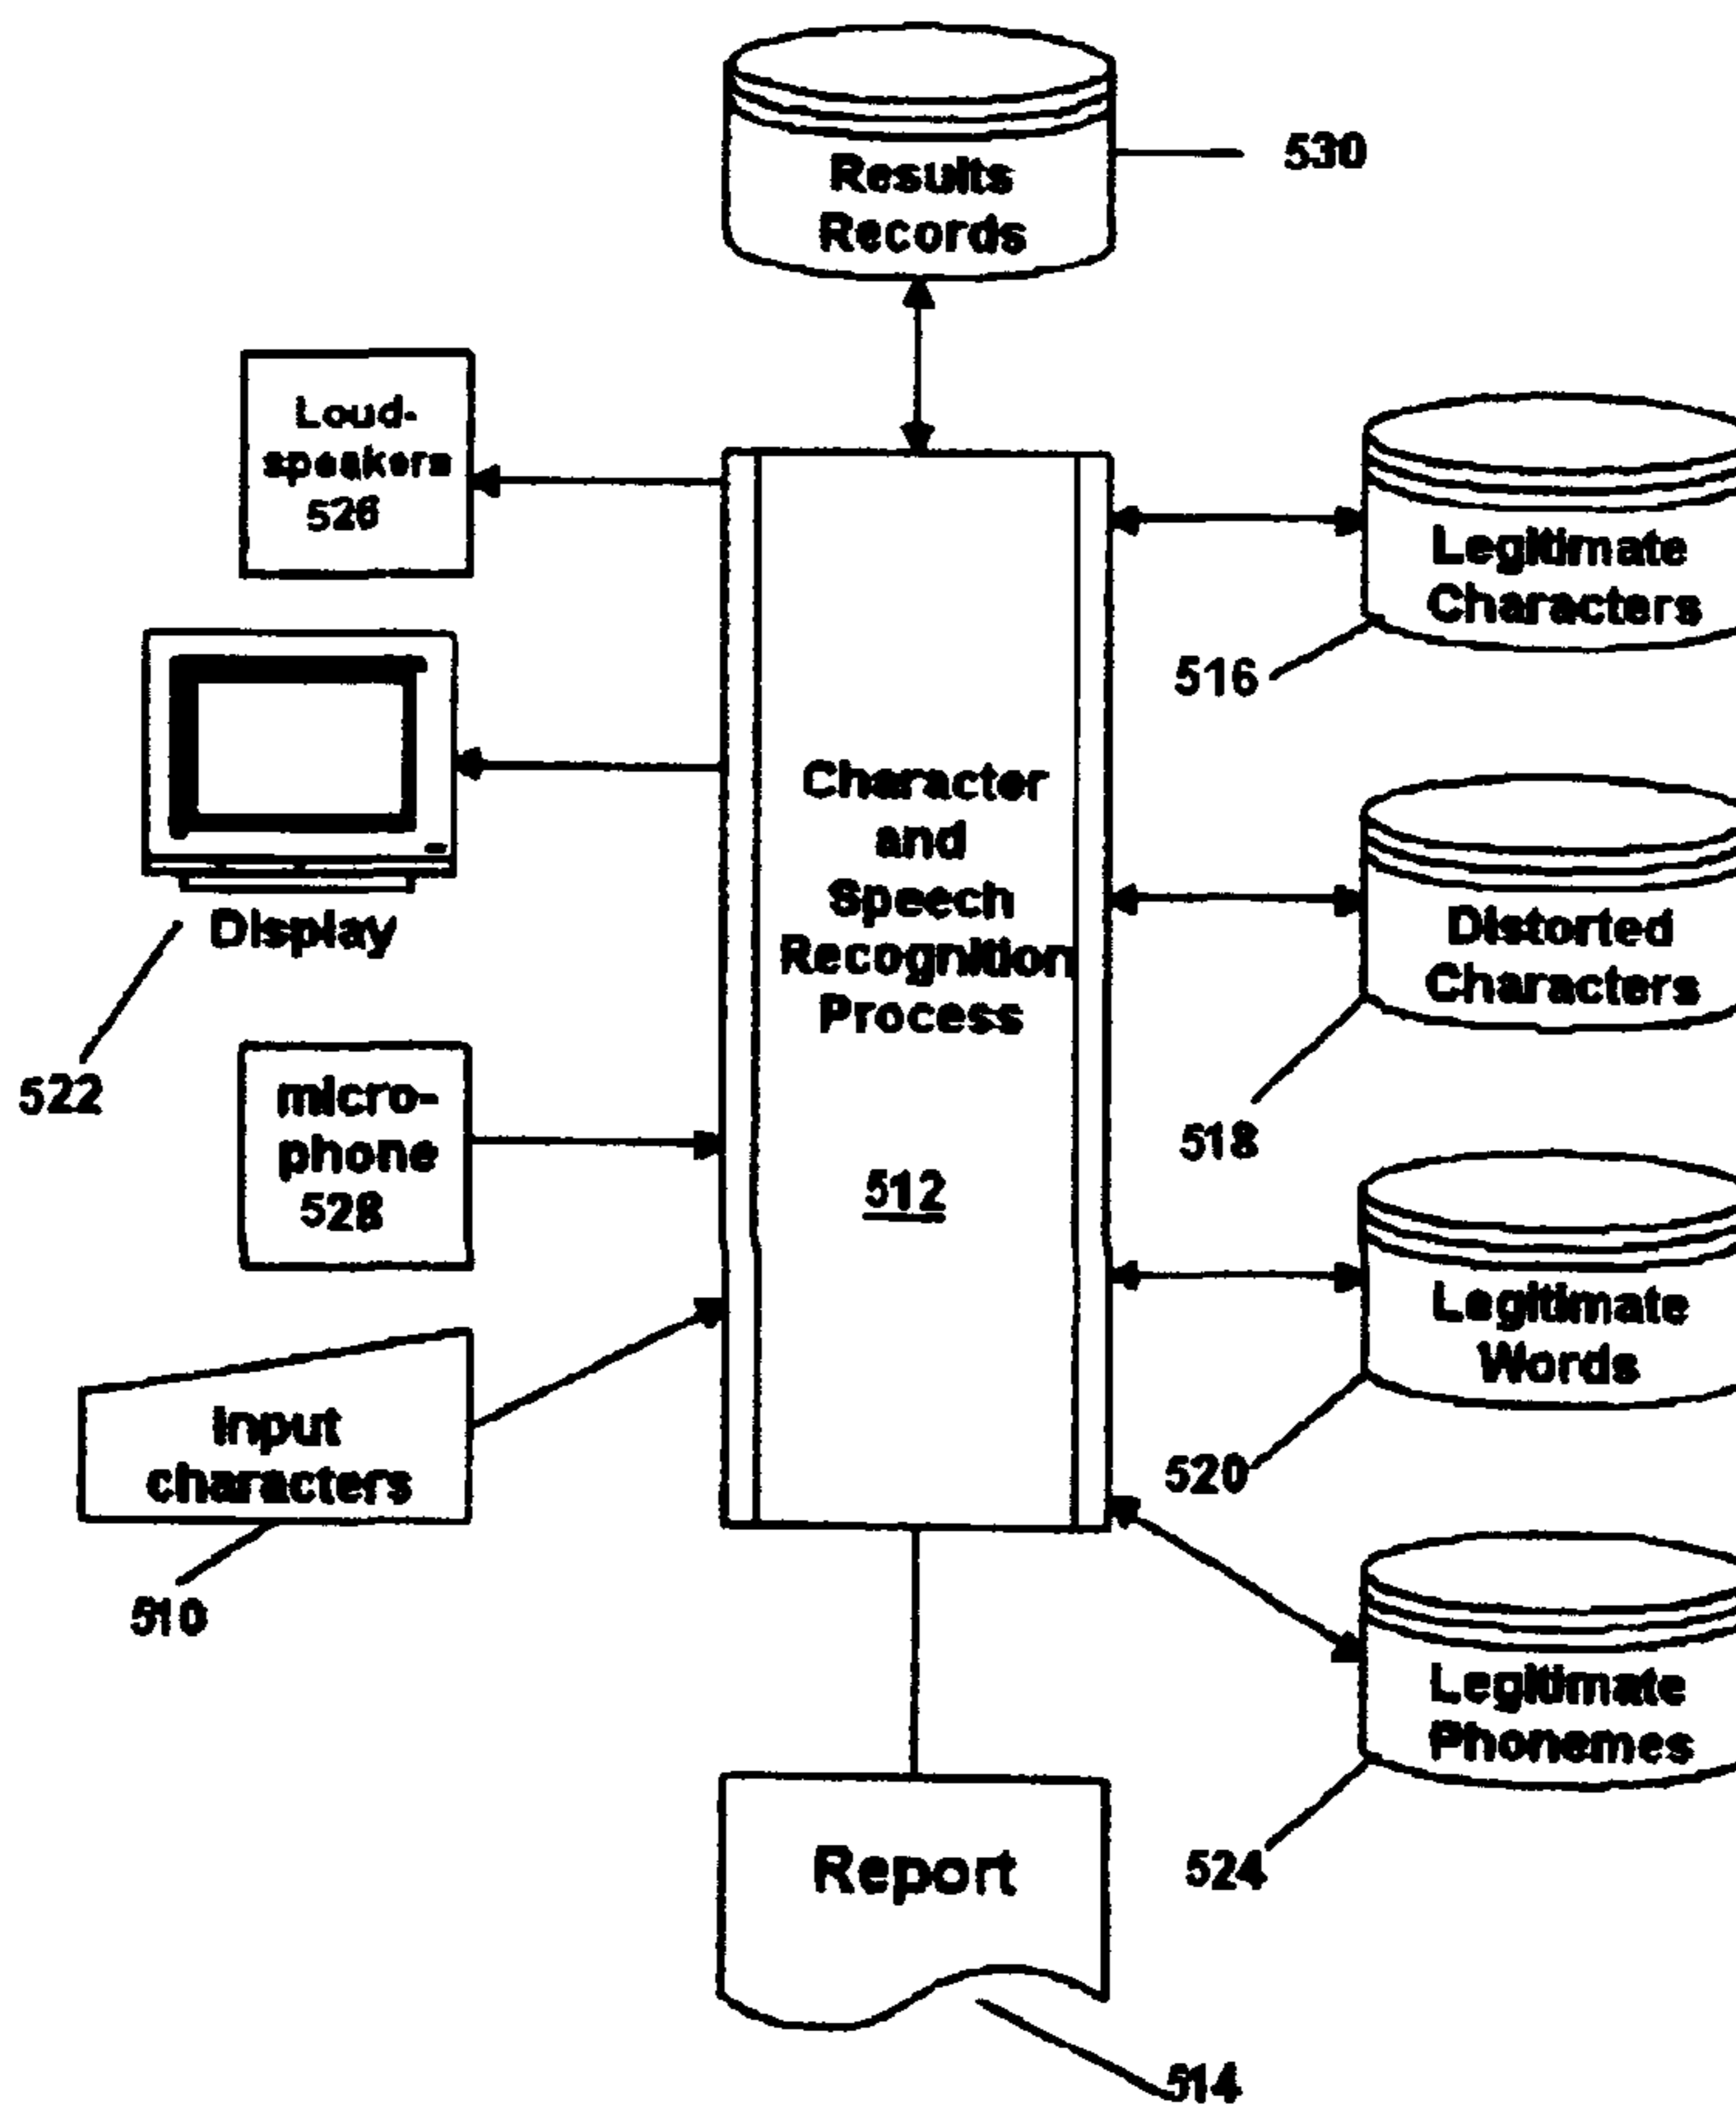 Results
Records
530
Loud-
speakers
526
Legitimate
Characters
516
Display
522
Character
and
Speech
Recognition
Process
512
Distorted
Characters
518
micro-
phone
528
Legitimate
Words
520
Input
characters
510
Legitimate
Phonemes
524
Report
514